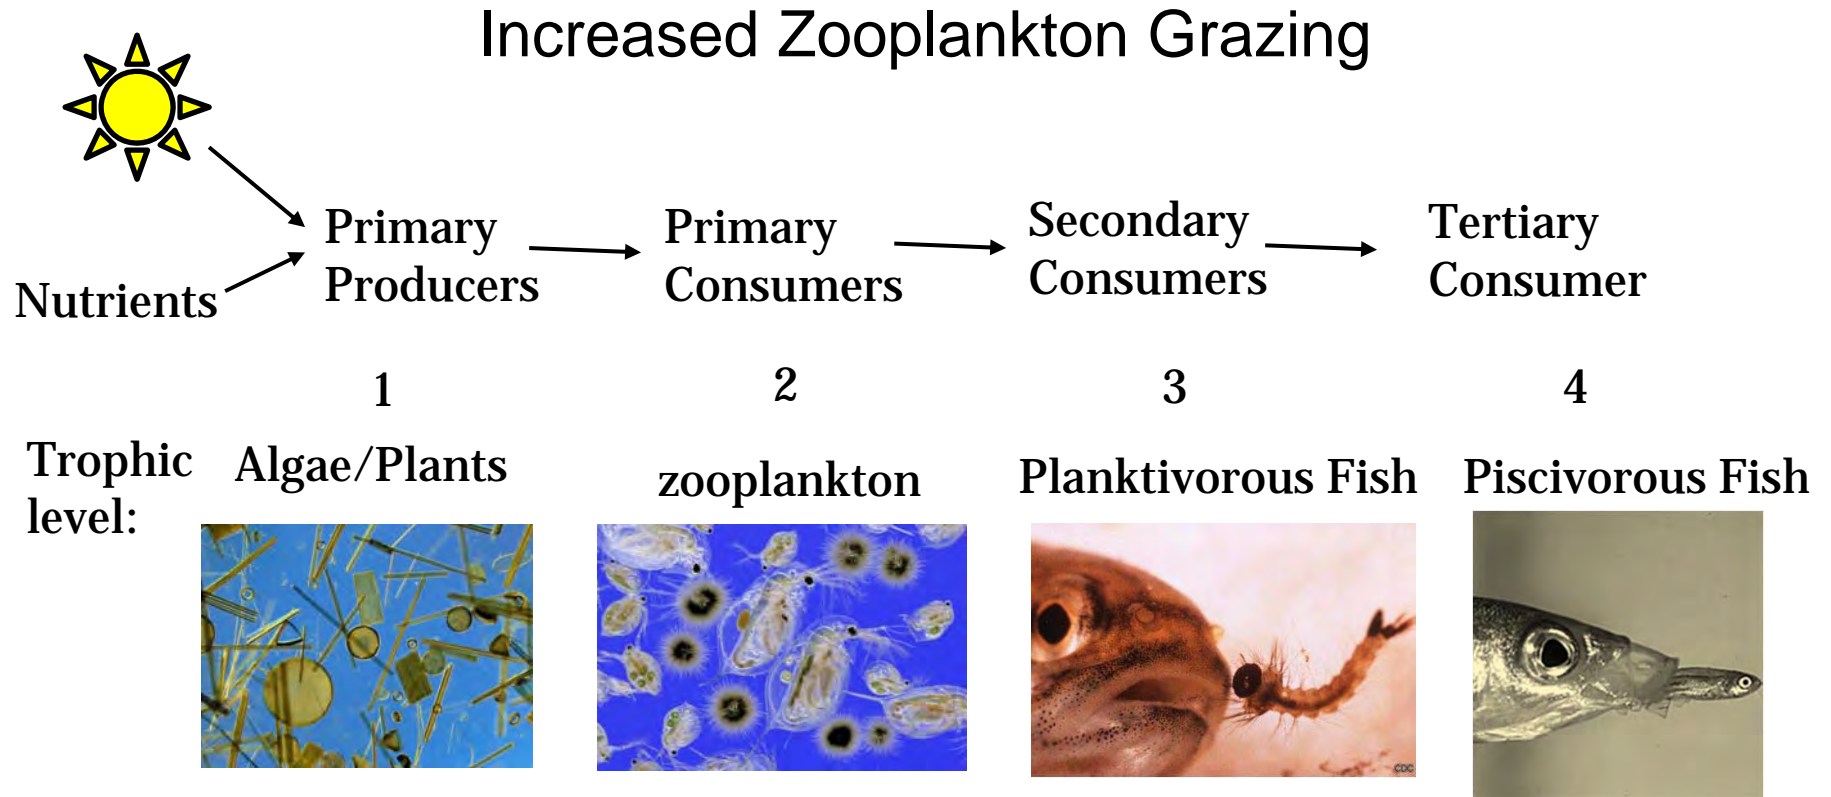 Increased Zooplankton Grazing
Primary
Producers
Primary
Consumers
Secondary
Consumers
Tertiary
Consumer
Nutrients
1
2
3
4
Trophic
level:
Algae/Plants
zooplankton
Planktivorous Fish
Piscivorous Fish
CDC